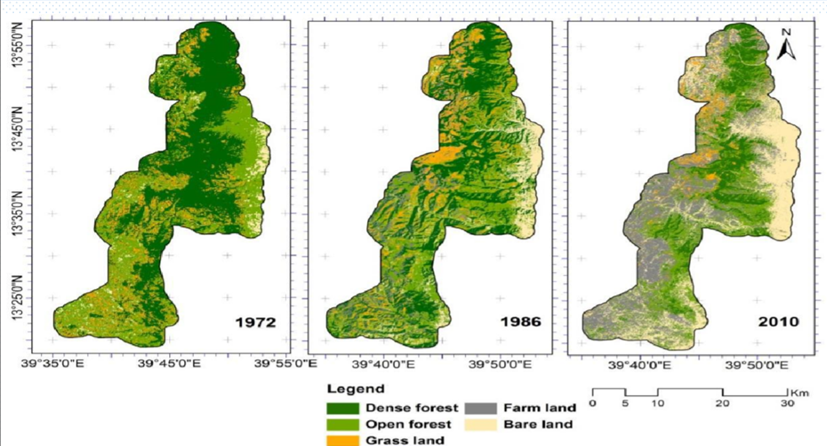 13°55'0"N
13°45'0"N
13°35'0"N
13°25'0"N
1972
1986
2010
N
39°35'0"E 39°45'0"E 39°55'0"E 39°40'0"E 39°50'0"E 39°40'0"E 39°50'0"E
Legend
Dense forest
Open forest
Grass land
Farm land
Bare land
0 5 10 20 30 Km